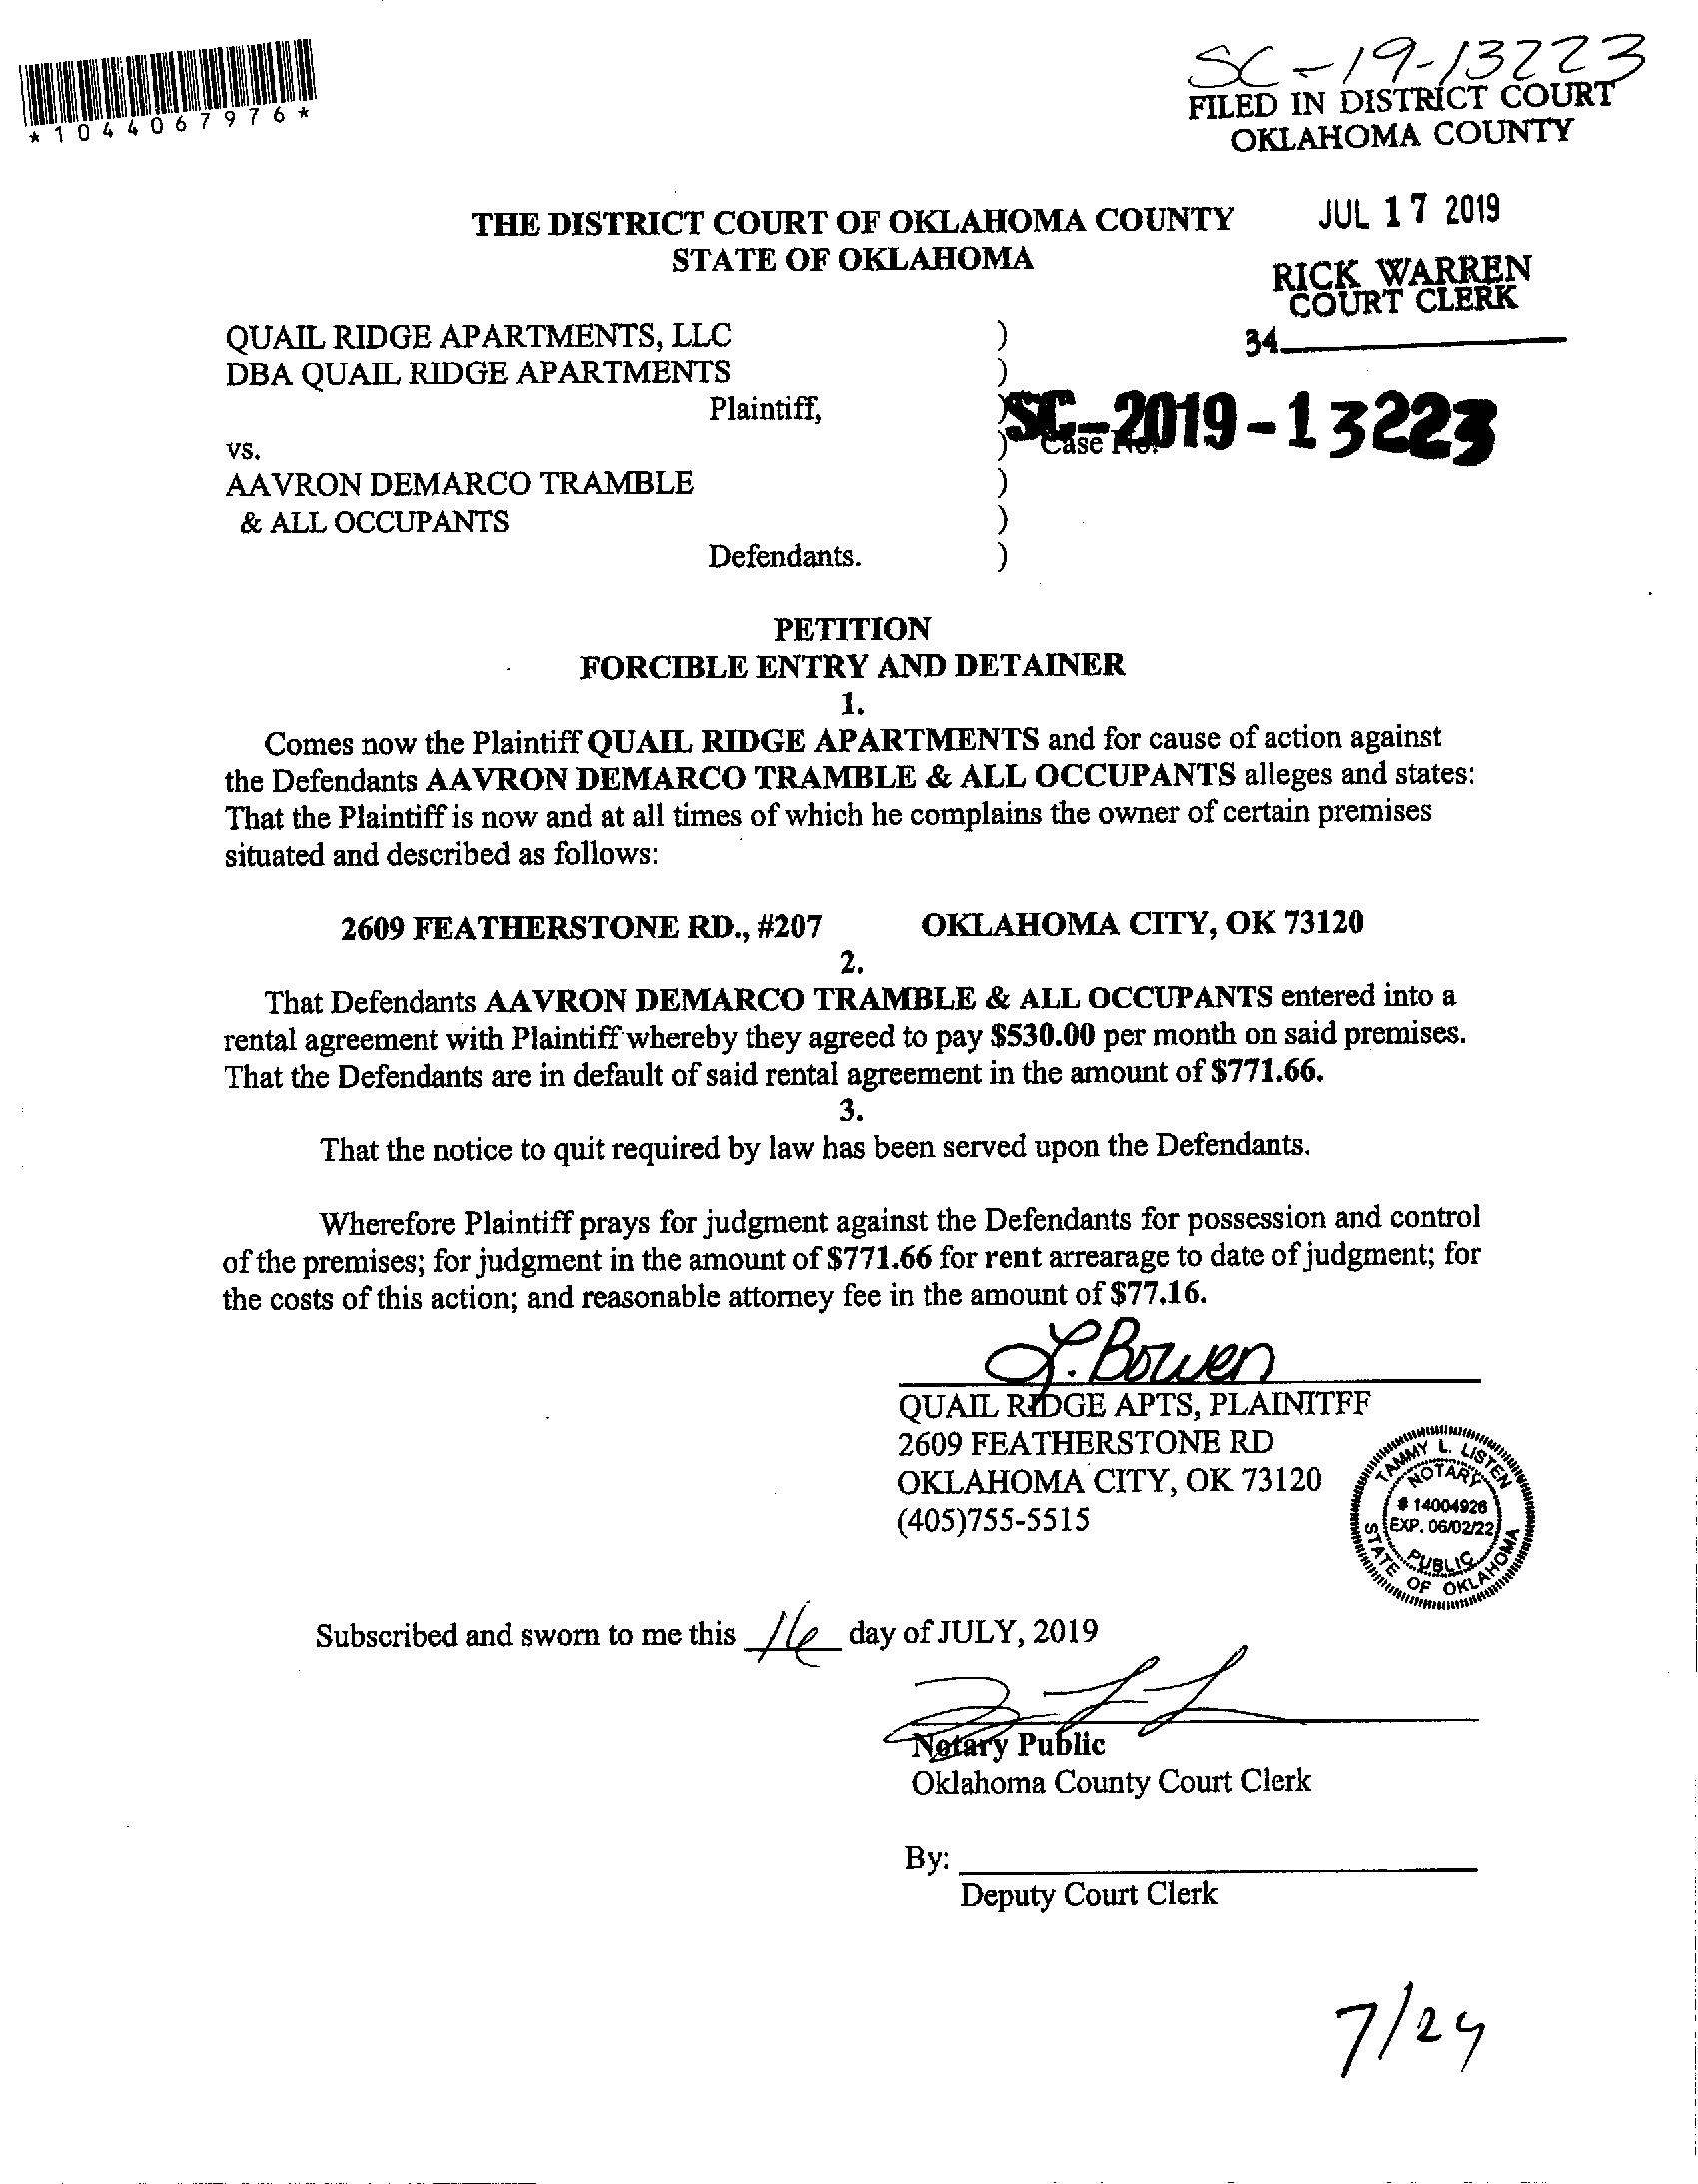 *1044067976*
SC-19-13223
FILED IN DISTRICT COURT
OKLAHOMA COUNTY
JUL 17 2019
RICK WARREN
COURT CLERK
34
THE DISTRICT COURT OF OKLAHOMA COUNTY
STATE OF OKLAHOMA
QUAIL RIDGE APARTMENTS, LLC )
DBA QUAIL RIDGE APARTMENTS )
Plaintiff, )
SC-2019-13223
vs. ) Case No.
AAVRON DEMARCO TRAMBLE )
& ALL OCCUPANTS )
Defendants. )
PETITION
FORCIBLE ENTRY AND DETAINER
1.
Comes now the Plaintiff QUAIL RIDGE APARTMENTS and for cause of action against
the Defendants AAVRON DEMARCO TRAMBLE & ALL OCCUPANTS alleges and states:
That the Plaintiff is now and at all times of which he complains the owner of certain premises
situated and described as follows:
2609 FEATHERSTONE RD., #207 OKLAHOMA CITY, OK 73120
2.
That Defendants AAVRON DEMARCO TRAMBLE & ALL OCCUPANTS entered into a
rental agreement with Plaintiff whereby they agreed to pay $530.00 per month on said premises.
That the Defendants are in default of said rental agreement in the amount of $771.66.
3.
That the notice to quit required by law has been served upon the Defendants.
Wherefore Plaintiff prays for judgment against the Defendants for possession and control
of the premises; for judgment in the amount of $771.66 for rent arrearage to date of judgment; for
the costs of this action; and reasonable attorney fee in the amount of $77.16.
L. Bowen
QUAIL RIDGE APTS, PLAINITFF
2609 FEATHERSTONE RD
OKLAHOMA CITY, OK 73120
(405)755-5515
TAMMY L. LISTEN
NOTARY
# 14004926
EXP. 06/02/22
PUBLIC
STATE OF OKLAHOMA
Subscribed and sworn to me this 16 day of JULY, 2019
Notary Public
Oklahoma County Court Clerk
By:
Deputy Court Clerk
7/24